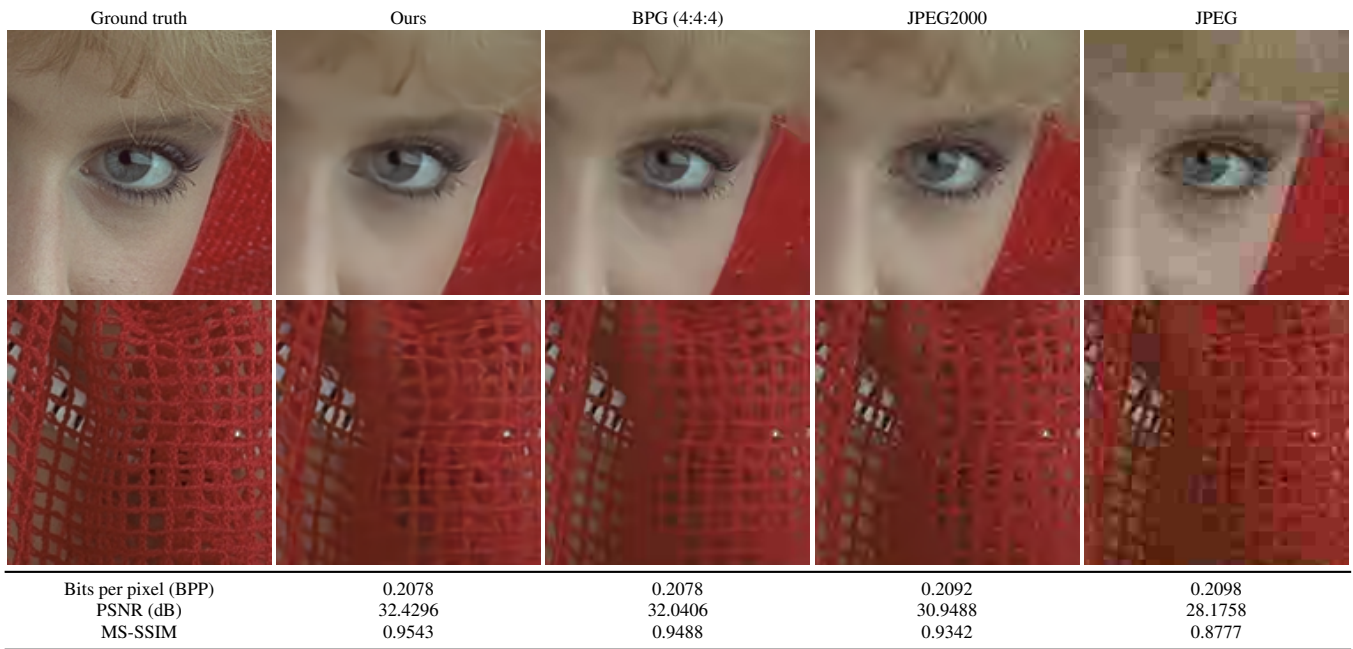 Ground truth Ours BPG (4:4:4) JPEG2000 JPEG
Bits per pixel (BPP) 0.2078 0.2078 0.2092 0.2098
PSNR (dB) 32.4296 32.0406 30.9488 28.1758
MS-SSIM 0.9543 0.9488 0.9342 0.8777